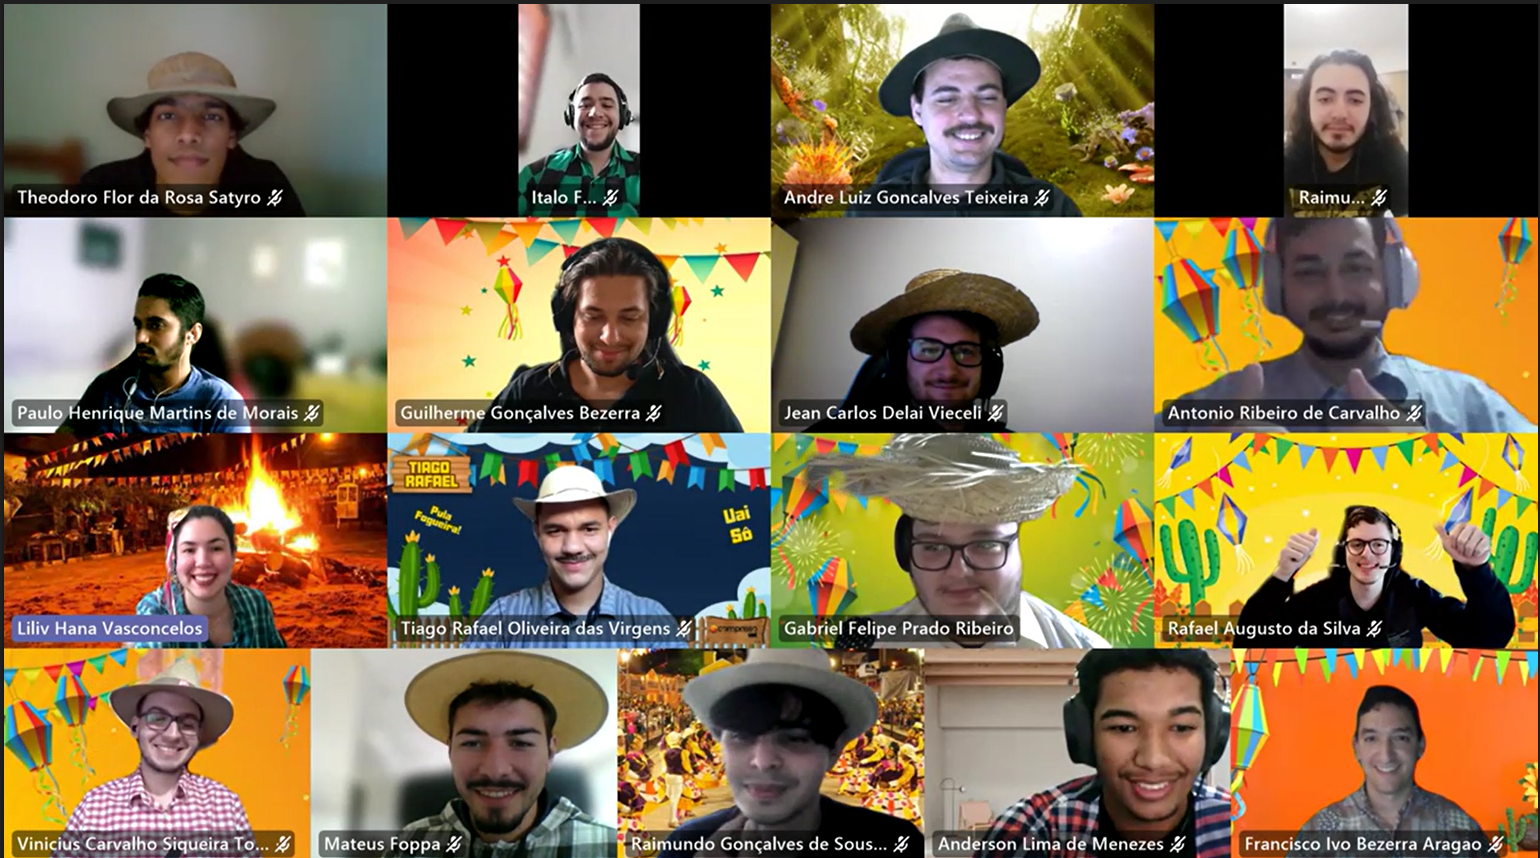 Theodoro Flor da Rosa Satyro
Italo F...
Andre Luiz Goncalves Teixeira
Raimu...
Paulo Henrique Martins de Morais
Guilherme Gonçalves Bezerra
Jean Carlos Delai Vieceli
Antonio Ribeiro de Carvalho
Liliv Hana Vasconcelos
TIAGO
RAFAEL
Pula
Fogueira!
Uai
Sô
Tiago Rafael Oliveira das Virgens
Gabriel Felipe Prado Ribeiro
Rafael Augusto da Silva
Vinicius Carvalho Siqueira To...
Mateus Foppa
Raimundo Gonçalves de Sous...
Anderson Lima de Menezes
Francisco Ivo Bezerra Aragao